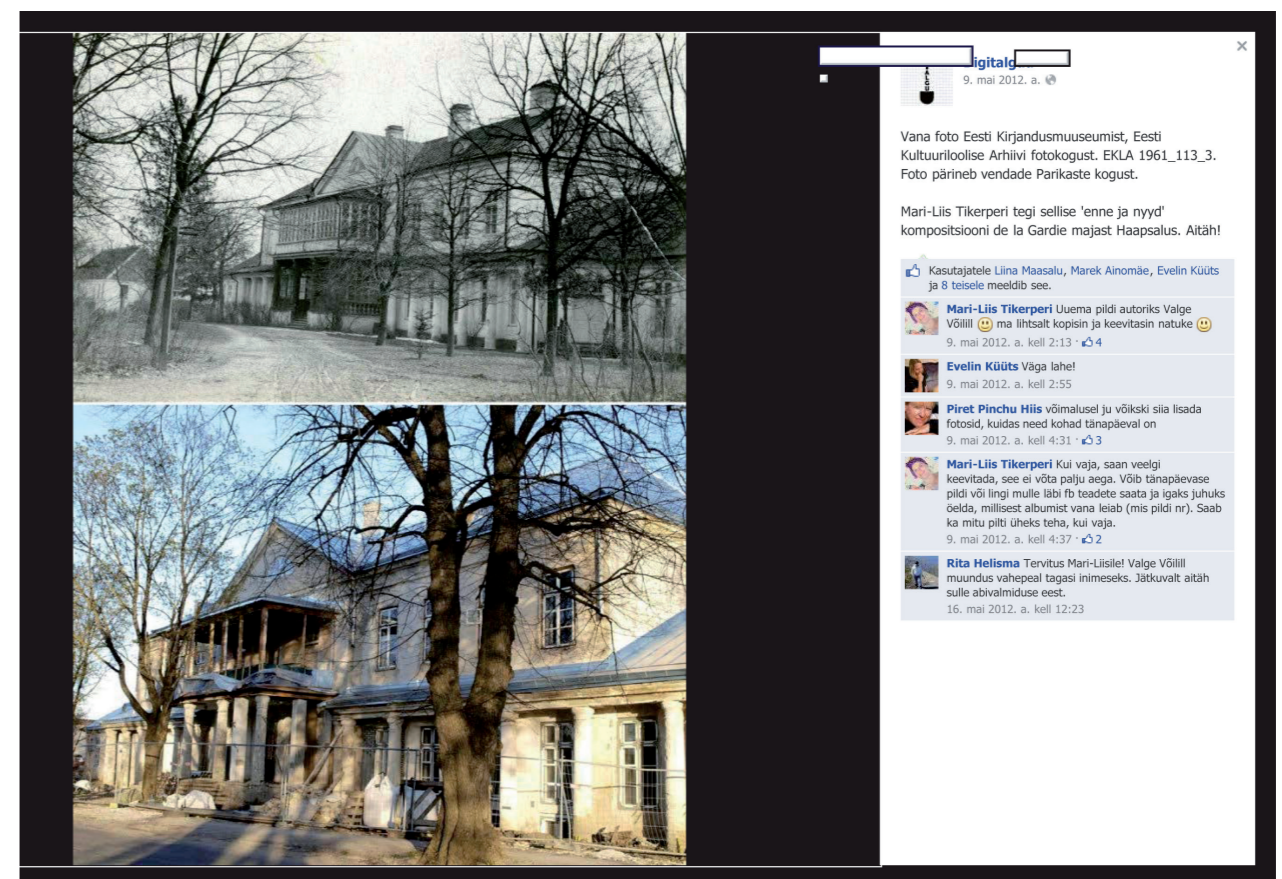 9. mai 2012. a.
Vana foto Eesti Kirjandusmuuseumist, Eesti
Kultuuriloolise Arhiivi fotokogust. EKLA 1961_113_3.
Foto pärineb vendade Parikaste kogust.
Mari-Liis Tikerperi tegi sellise 'enne ja nyyd'
kompositsiooni de la Gardie majast Haapsalus. Aitäh!
Kasutajatele Liina Maasalu, Marek Ainomäe, Evelin Küüts
ja 8 teisele meeldib see.
Mari-Liis Tikerperi Uuema pildi autoriks Valge
Võilill 🙂 ma lihtsalt kopisin ja keevitasin natuke 🙂
9. mai 2012. a. kell 2:13 · 4
Evelin Küüts Väga lahe!
9. mai 2012. a. kell 2:55
Piret Pinchu Hiis võimalusel ju võikski siia lisada
fotosid, kuidas need kohad tänapäeval on
9. mai 2012. a. kell 4:31 · 3
Mari-Liis Tikerperi Kui vaja, saan veelgi
keevitada, see ei võta palju aega. Võib tänapäevase
pildi või lingi mulle läbi fb teadete saata ja igaks juhuks
öelda, millisest albumist vana leiab (mis pildi nr). Saab
ka mitu pilti üheks teha, kui vaja.
9. mai 2012. a. kell 4:37 · 2
Rita Helisma Tervitus Mari-Liisile! Valge Võilill
muundus vahepeal tagasi inimeseks. Jätkuvalt aitäh
sulle abivalmiduse eest.
16. mai 2012. a. kell 12:23